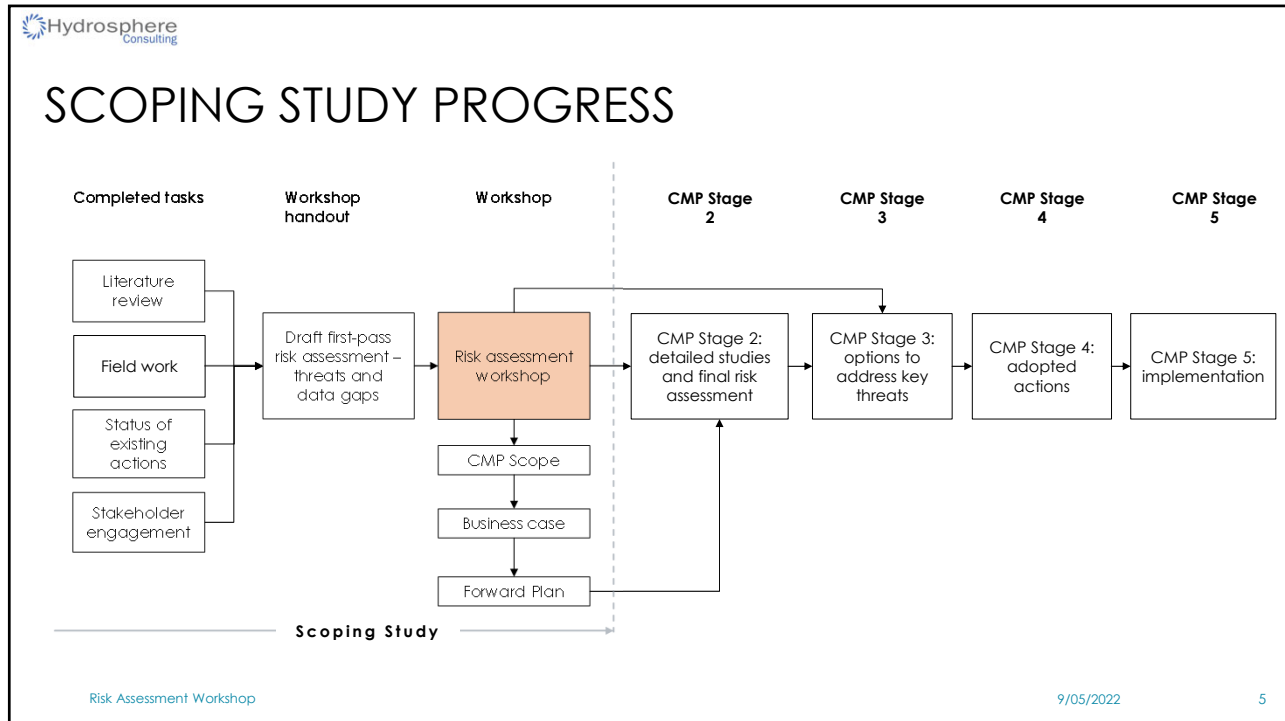 Hydrosphere
Consulting
SCOPING STUDY PROGRESS
Completed tasks
Workshop
handout
Workshop
CMP Stage
2
CMP Stage
3
CMP Stage
4
CMP Stage
5
Literature
review
Field work
Status of
existing
actions
Stakeholder
engagement
Draft first-pass
risk assessment –
threats and
data gaps
Risk assessment
workshop
CMP Scope
Business case
Forward Plan
CMP Stage 2:
detailed studies
and final risk
assessment
CMP Stage 3:
options to
address key
threats
CMP Stage 4:
adopted
actions
CMP Stage 5:
implementation
Scoping Study
Risk Assessment Workshop
9/05/2022
5